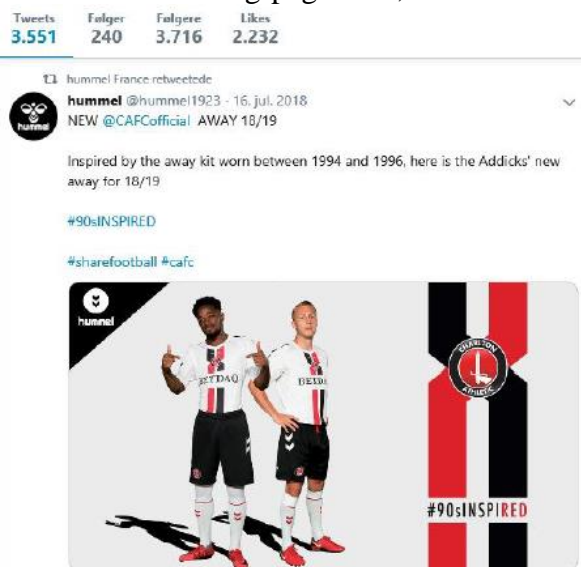 Tweets Følger Følgere Likes
3.551 240 3.716 2.232
hummel France retweetede
hummel @hummel1923 · 16. jul. 2018
NEW @CAFCofficial AWAY 18/19
Inspired by the away kit worn between 1994 and 1996, here is the Addicks' new
away for 18/19
#90sINSPIRED
#sharefootball #cafc
hummel
hummel
BETDAQ
CHARLTON
ATHLETIC
#90sINSPIRED